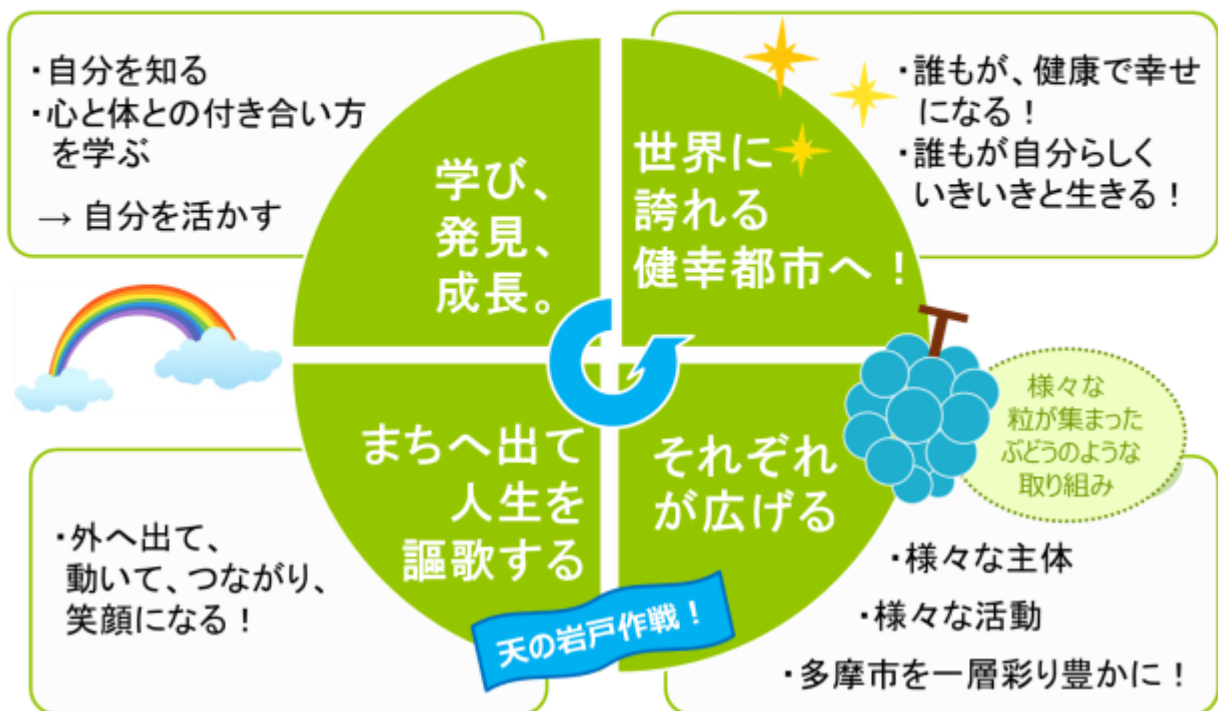 ・自分を知る
・心と体との付き合い方
を学ぶ
→ 自分を活かす
学び、
発見、
成長。
世界に
誇れる
健幸都市へ！
・誰もが、健康で幸せ
になる！
・誰もが自分らしく
いきいきと生きる！
まちへ出て
人生を
謳歌する
・外へ出て、
動いて、つながり、
笑顔になる！
それぞれ
が広げる
様々な
粒が集まった
ぶどうのような
取り組み
・様々な主体
・様々な活動
・多摩市を一層彩り豊かに！
天の岩戸作戦！